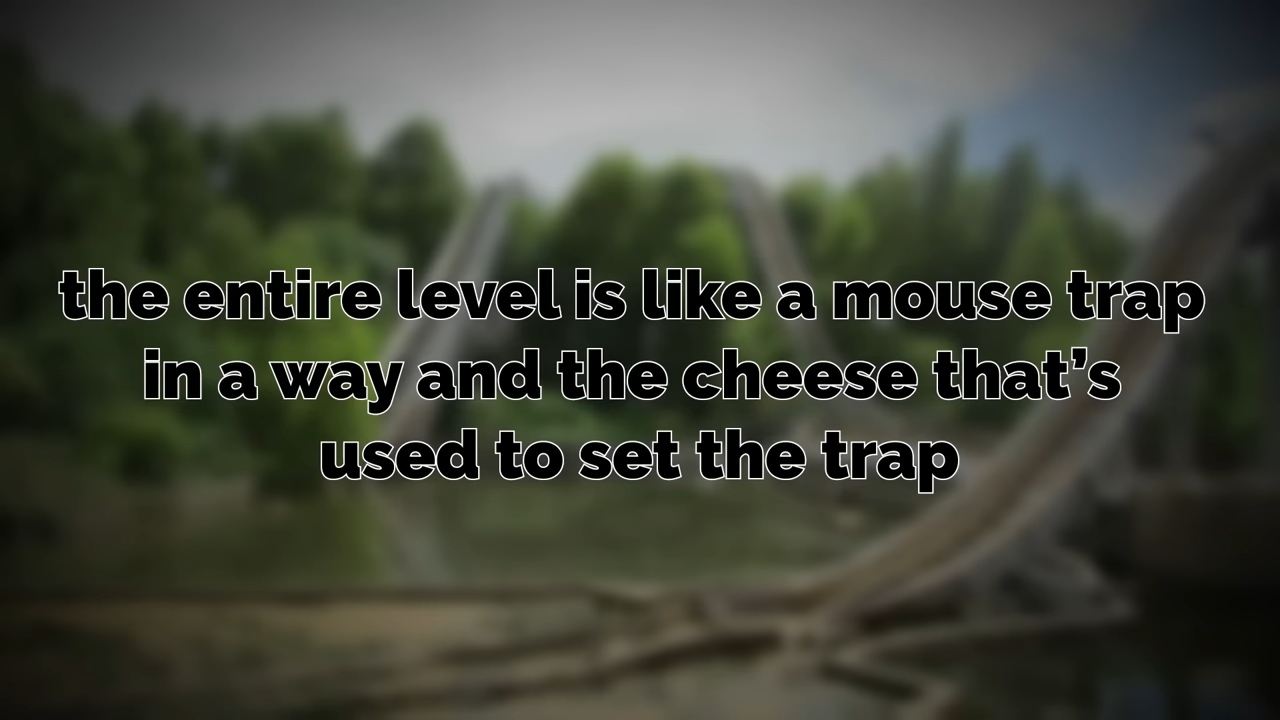 the entire level is like a mouse trap
in a way and the cheese that’s
used to set the trap